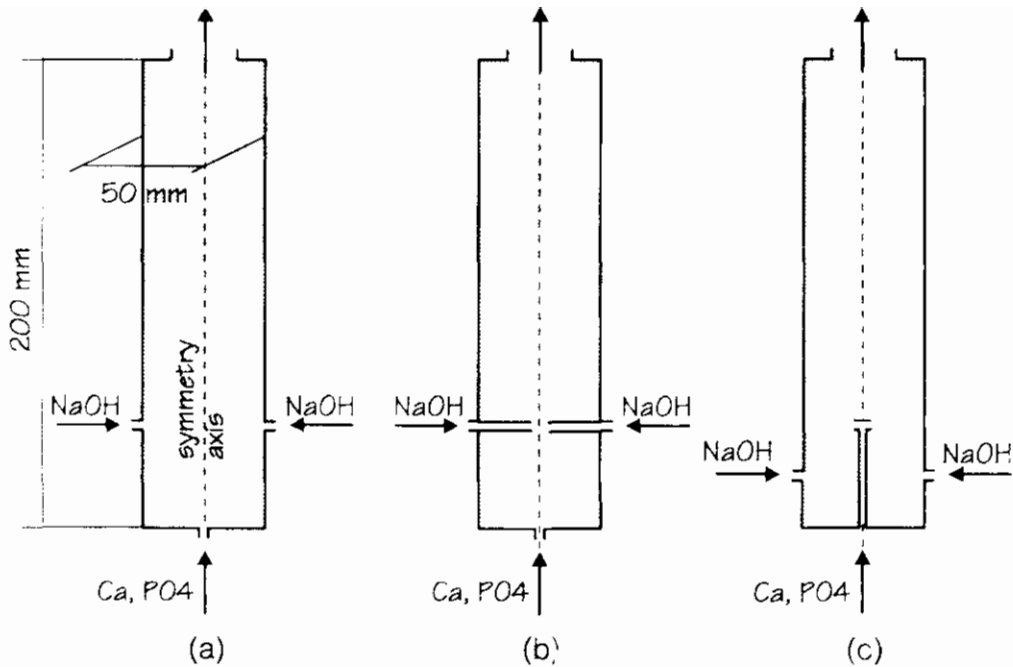 50 mm
200 mm
symmetry
axis
NaOH
NaOH
Ca, PO4
(a)
NaOH
NaOH
Ca, PO4
(b)
NaOH
NaOH
Ca, PO4
(c)